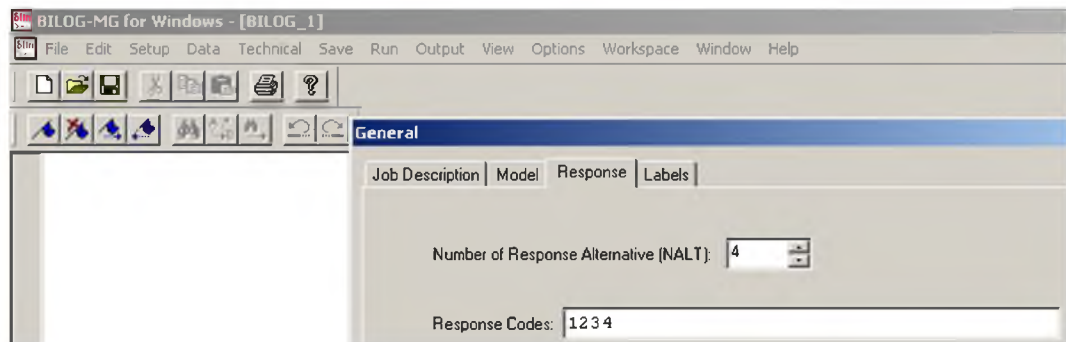 BILOG-MG for Windows - [BILOG_1]
File Edit Setup Data Technical Save Run Output View Options Workspace Window Help
General
Job Description Model Response Labels
Number of Response Alternative (NALT): 4
Response Codes: 1234